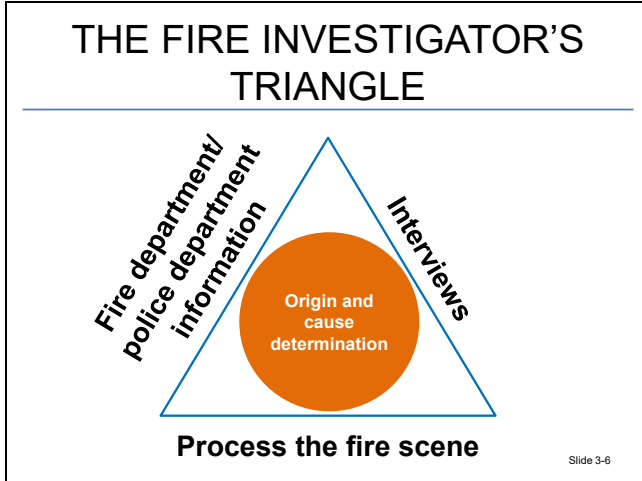 THE FIRE INVESTIGATOR’S
TRIANGLE
Fire department/
police department
information
Interviews
Origin and
cause
determination
Process the fire scene
Slide 3-6